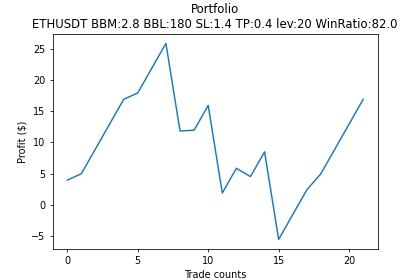 Portfolio
ETHUSDT BBM:2.8 BBL:180 SL:1.4 TP:0.4 lev:20 WinRatio:82.0
25
20
15
10
5
0
−5
Profit ($)
0 5 10 15 20
Trade counts